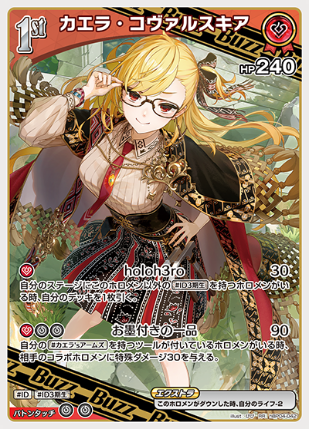 1st
Buzz
カエラ・コヴァルスキア
Buzz
HP240
holoh3ro 30
自分のステージにこのホロメン以外の #ID3期生 を持つホロメンがい
る時、自分のデッキを1枚引く。
お墨付きの一品 90
自分の #カエラ'sアームズ を持つツールが付いているホロメンがいる時、
相手のコラボホロメンに特殊ダメージ30を与える。
#ID #ID3期生
Buzz
Buzz
エクストラ
このホロメンがダウンした時、自分のライフ-2
バトンタッチ